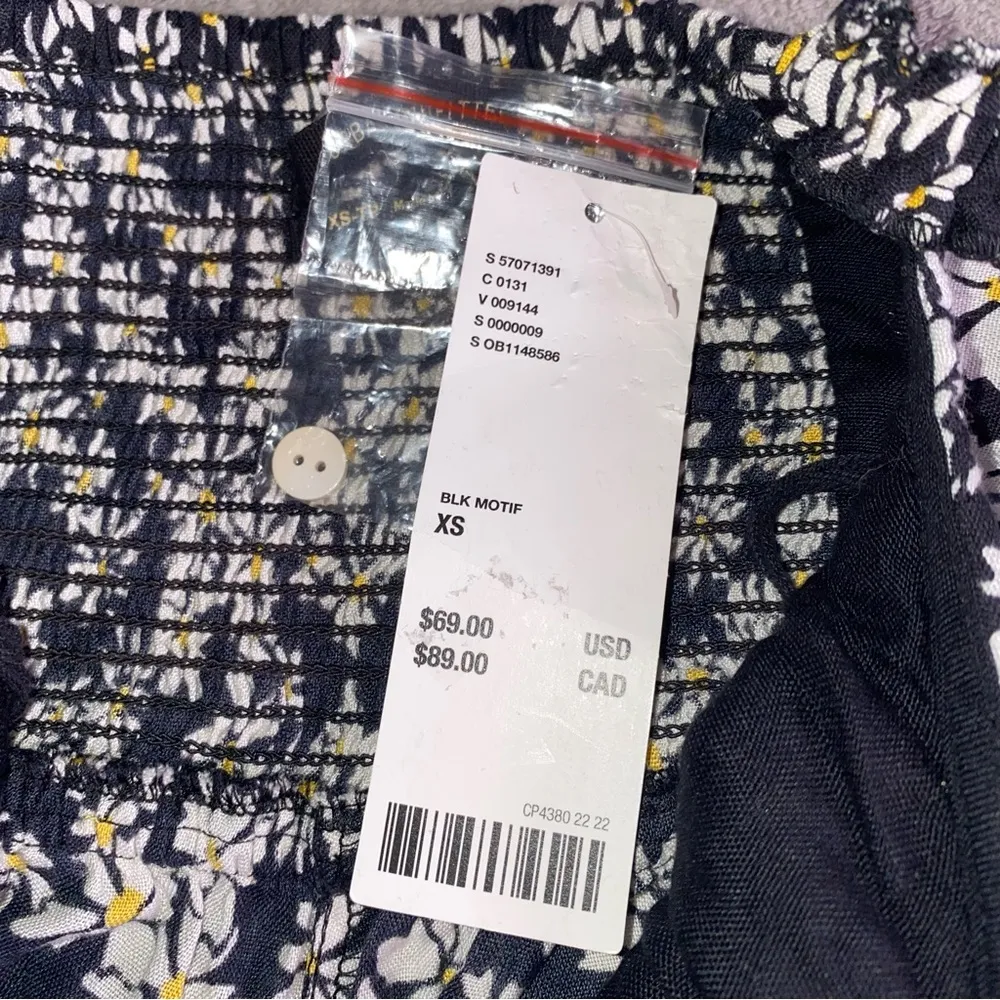 S 57071391
C 0131
V 009144
S 0000009
S OB1148586
BLK MOTIF
XS
$69.00 USD
$89.00 CAD
CP4380 22 22